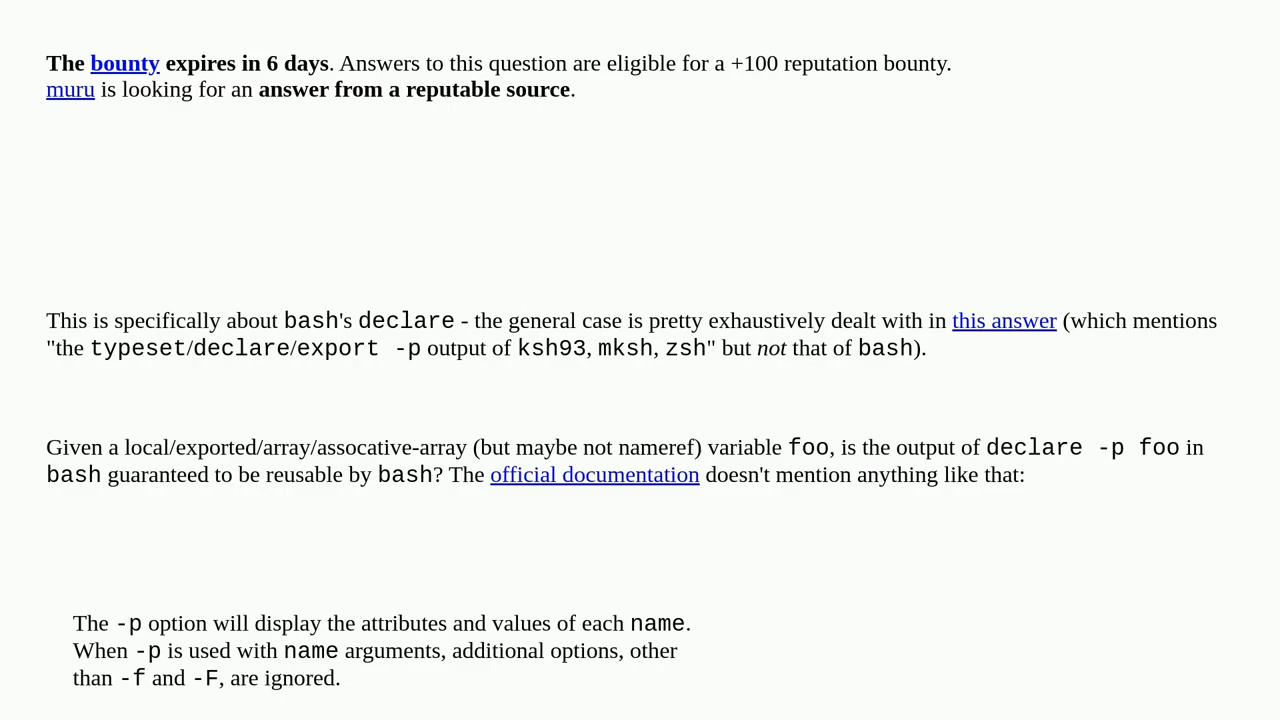 The bounty expires in 6 days. Answers to this question are eligible for a +100 reputation bounty.
muru is looking for an answer from a reputable source.
This is specifically about bash's declare - the general case is pretty exhaustively dealt with in this answer (which mentions
"the typeset/declare/export -p output of ksh93, mksh, zsh" but not that of bash).
Given a local/exported/array/assocative-array (but maybe not nameref) variable foo, is the output of declare -p foo in
bash guaranteed to be reusable by bash? The official documentation doesn't mention anything like that:
The -p option will display the attributes and values of each name.
When -p is used with name arguments, additional options, other
than -f and -F, are ignored.